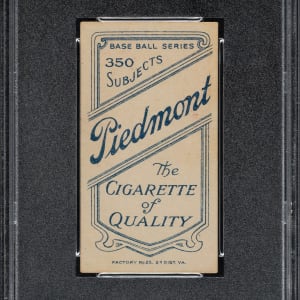 BASE BALL SERIES
350
SUBJECTS
Piedmont
The
CIGARETTE
of
QUALITY
FACTORY No 25. 2nd DIST. VA.